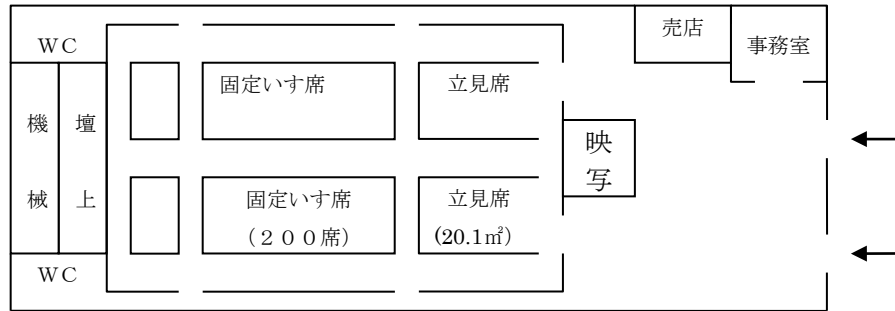 WC
売店
事務室
固定いす席
立見席
機械
壇上
映写
固定いす席
(200席)
立見席
(20.1㎡)
WC